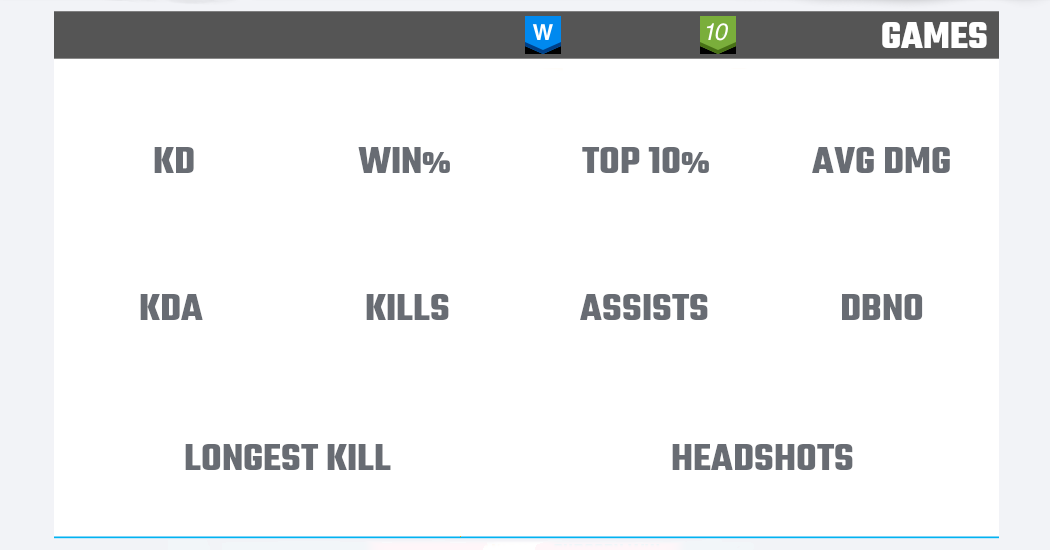 W 10 GAMES
KD WIN% TOP 10% AVG DMG
KDA KILLS ASSISTS DBNO
LONGEST KILL HEADSHOTS